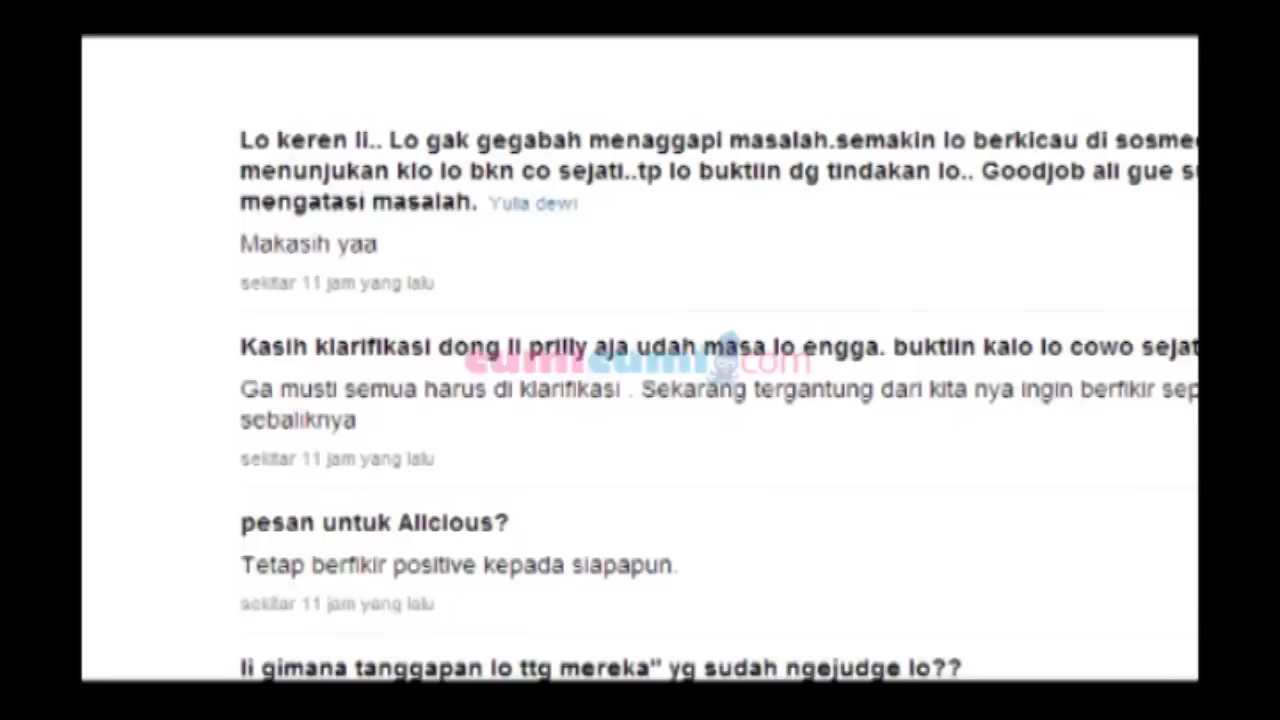 Lo keren li.. Lo gak gegabah menaggapi masalah.semakin lo berkicau di sosme
menunjukan klo lo bkn co sejati..tp lo buktiin dg tindakan lo.. Goodjob ali gue s
mengatasi masalah. Yulia dewi
Makasih yaa
sekitar 11 jam yang lalu
Kasih klarifikasi dong li prilly aja udah masa lo engga. buktiin kalo lo cowo sejat
cumicumi.com
Ga musti semua harus di klarifikasi . Sekarang tergantung dari kita nya ingin berfikir sep
sebaliknya
sekitar 11 jam yang lalu
pesan untuk Alicious?
Tetap berfikir positive kepada siapapun.
sekitar 11 jam yang lalu
li gimana tanggapan lo ttg mereka" yg sudah ngejudge lo??